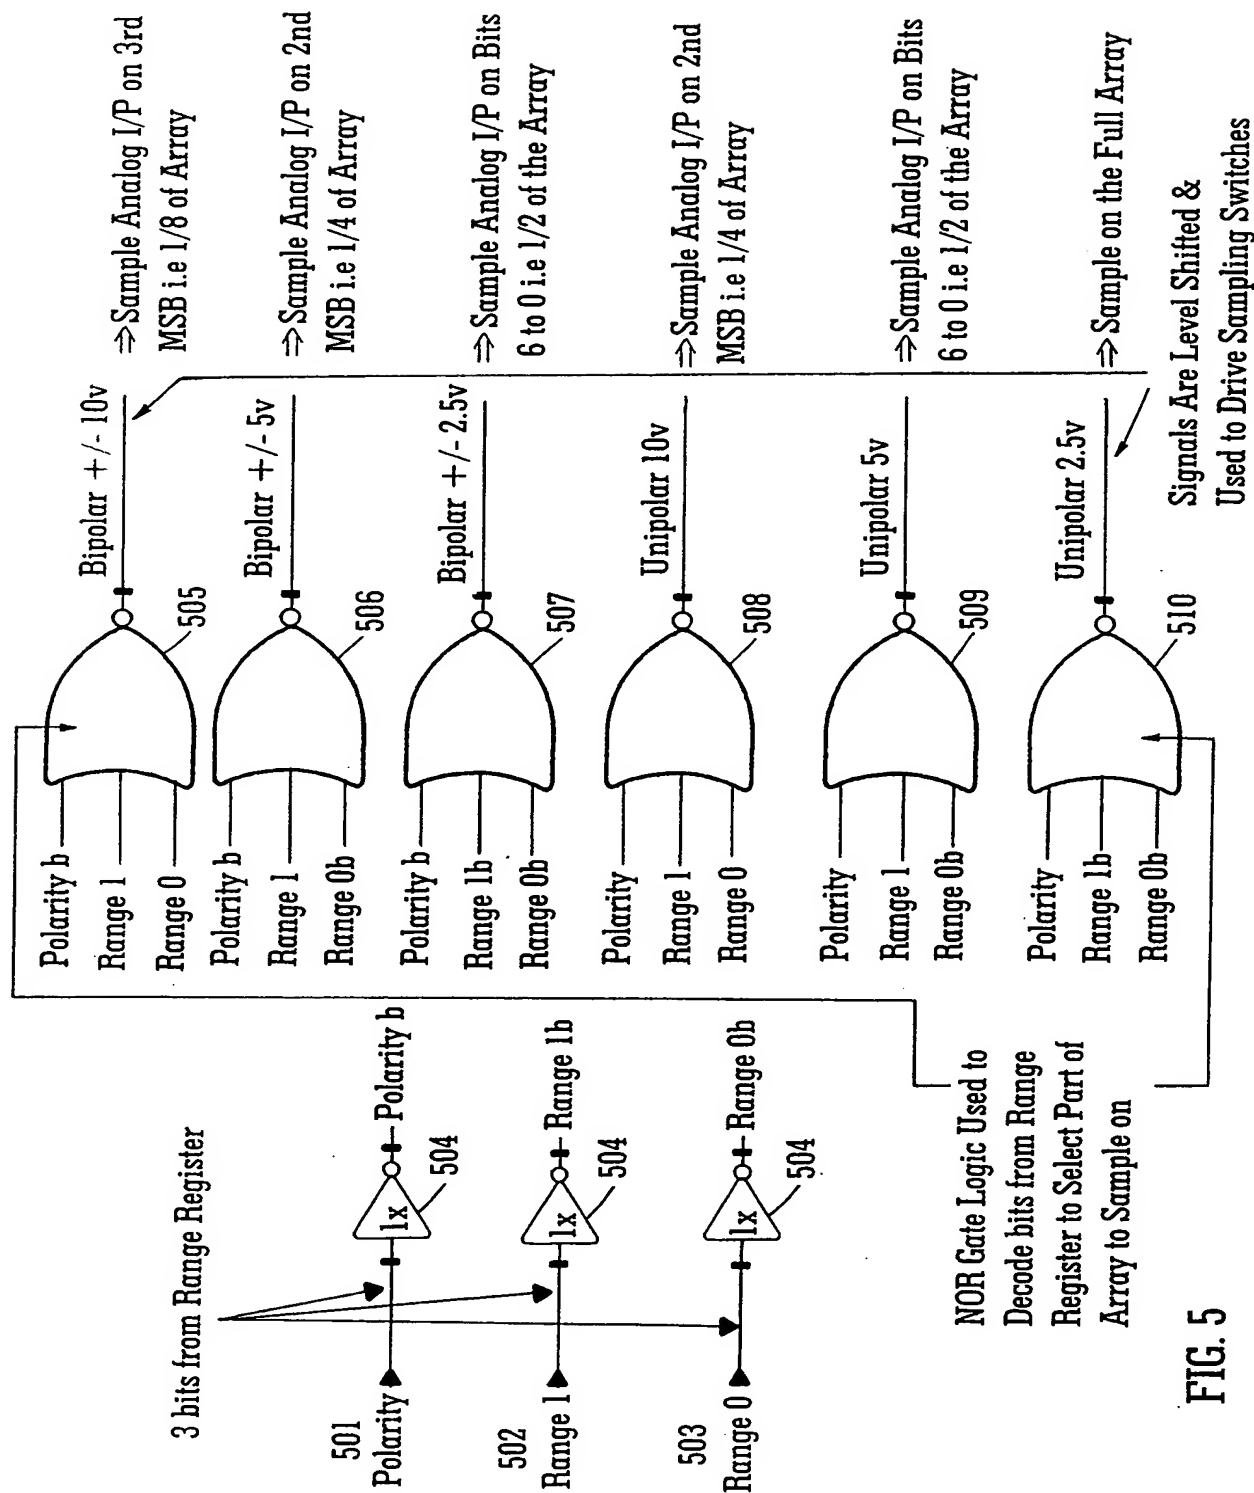 3 bits from Range Register
501
Polarity
1x
504
Polarity b
502
Range 1
1x
504
Range 1b
503
Range 0
1x
504
Range 0b
NOR Gate Logic Used to
Decode bits from Range
Register to Select Part of
Array to Sample on
Polarity b
Range 1
Range 0
505
Bipolar +/- 10v
⇒Sample Analog I/P on 3rd
MSB i.e 1/8 of Array
Polarity b
Range 1
Range 0b
506
Bipolar +/- 5v
⇒Sample Analog I/P on 2nd
MSB i.e 1/4 of Array
Polarity b
Range 1b
Range 0b
507
Bipolar +/- 2.5v
⇒Sample Analog I/P on Bits
6 to 0 i.e 1/2 of the Array
Polarity
Range 1
Range 0
508
Unipolar 10v
⇒Sample Analog I/P on 2nd
MSB i.e 1/4 of Array
Polarity
Range 1
Range 0b
509
Unipolar 5v
⇒Sample Analog I/P on Bits
6 to 0 i.e 1/2 of the Array
Polarity
Range 1b
Range 0b
510
Unipolar 2.5v
⇒Sample on the Full Array
Signals Are Level Shifted &
Used to Drive Sampling Switches
FIG. 5